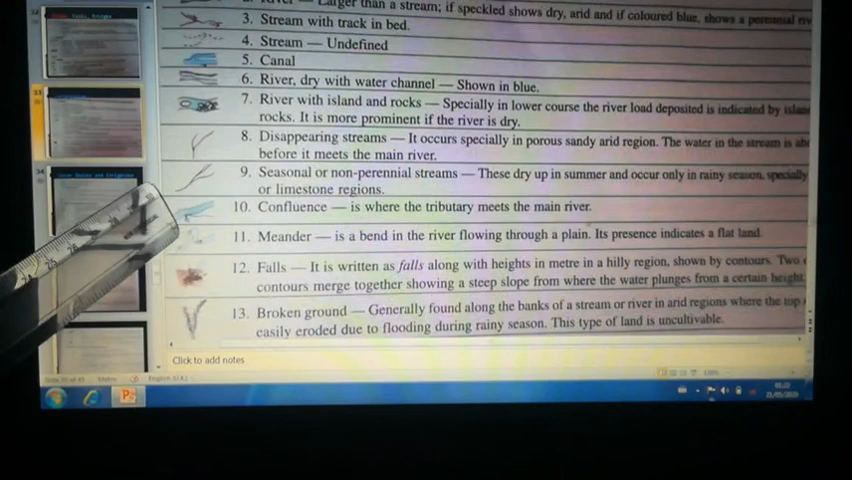 Larger than a stream; if speckled shows dry, arid and if coloured blue, shows a perennial
3. Stream with track in bed.
4. Stream — Undefined
5. Canal
6. River, dry with water channel — Shown in blue.
7. River with island and rocks — Specially in lower course the river load deposited is indicated by
rocks. It is more prominent if the river is dry.
8. Disappearing streams — It occurs specially in porous sandy arid region. The water in the stream is
before it meets the main river.
9. Seasonal or non-perennial streams — These dry up in summer and occur only in rainy season, specially
or limestone regions.
10. Confluence — is where the tributary meets the main river.
11. Meander — is a bend in the river flowing through a plain. Its presence indicates a flat land.
12. Falls — It is written as falls along with heights in metre in a hilly region, shown by contours. Two
contours merge together showing a steep slope from where the water plunges from a certain height.
13. Broken ground — Generally found along the banks of a stream or river in arid regions where the top
easily eroded due to flooding during rainy season. This type of land is uncultivable.
Click to add notes